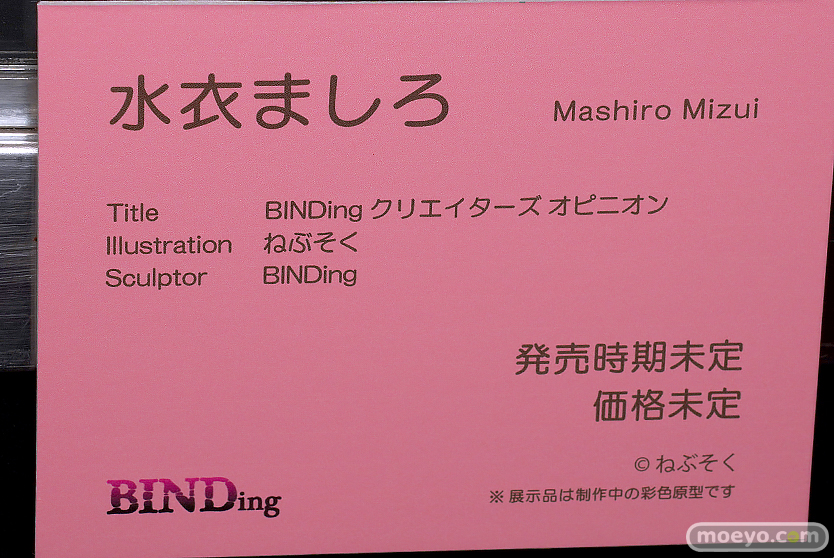 水衣ましろ Mashiro Mizui
Title BINDing クリエイターズ オピニオン
Illustration ねぶそく
Sculptor BINDing
発売時期未定
価格未定
© ねぶそく
BINDing ※ 展示品は制作中の彩色原型です
moeyo.com